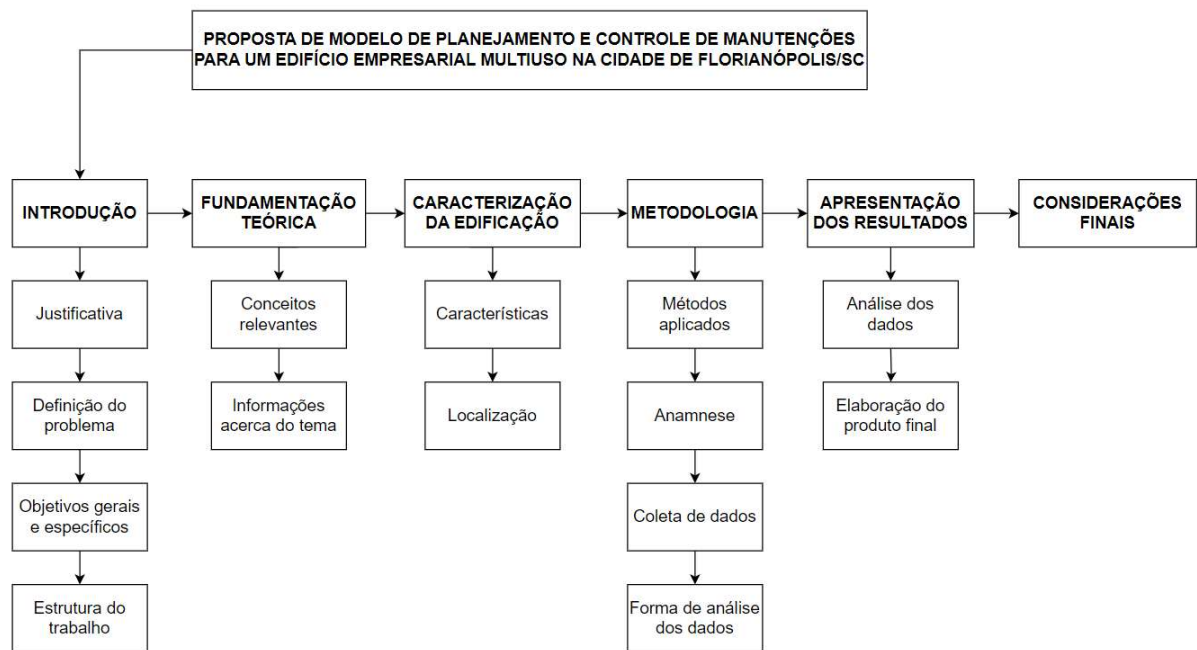 PROPOSTA DE MODELO DE PLANEJAMENTO E CONTROLE DE MANUTENÇÕES
PARA UM EDIFÍCIO EMPRESARIAL MULTIUSO NA CIDADE DE FLORIANÓPOLIS/SC
INTRODUÇÃO
Justificativa
Definição do
problema
Objetivos gerais
e específicos
Estrutura do
trabalho
FUNDAMENTAÇÃO
TEÓRICA
Conceitos
relevantes
Informações
acerca do tema
CARACTERIZAÇÃO
DA EDIFICAÇÃO
Características
Localização
METODOLOGIA
Métodos
aplicados
Anamnese
Coleta de dados
Forma de análise
dos dados
APRESENTAÇÃO
DOS RESULTADOS
Análise dos
dados
Elaboração do
produto final
CONSIDERAÇÕES
FINAIS